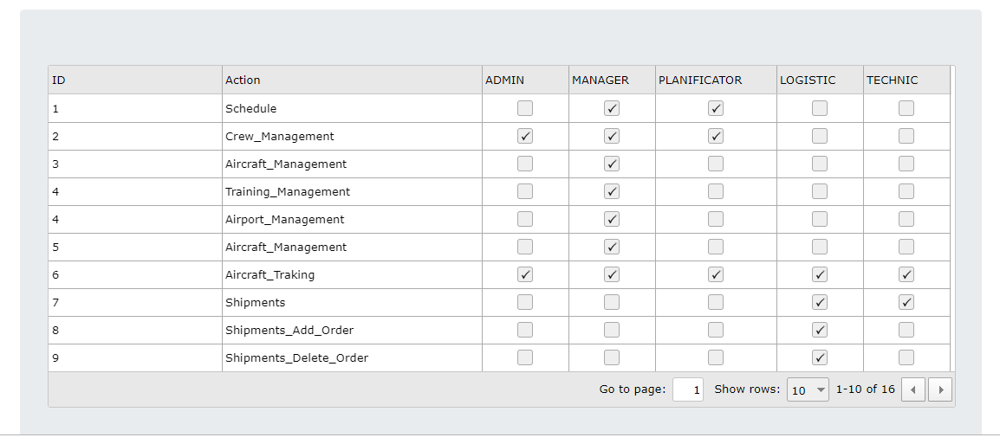 ID Action ADMIN MANAGER PLANIFICATOR LOGISTIC TECHNIC
1 Schedule
2 Crew_Management
3 Aircraft_Management
4 Training_Management
4 Airport_Management
5 Aircraft_Management
6 Aircraft_Traking
7 Shipments
8 Shipments_Add_Order
9 Shipments_Delete_Order
Go to page: 1 Show rows: 10 1-10 of 16